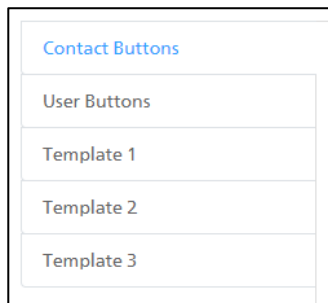 Contact Buttons
User Buttons
Template 1
Template 2
Template 3